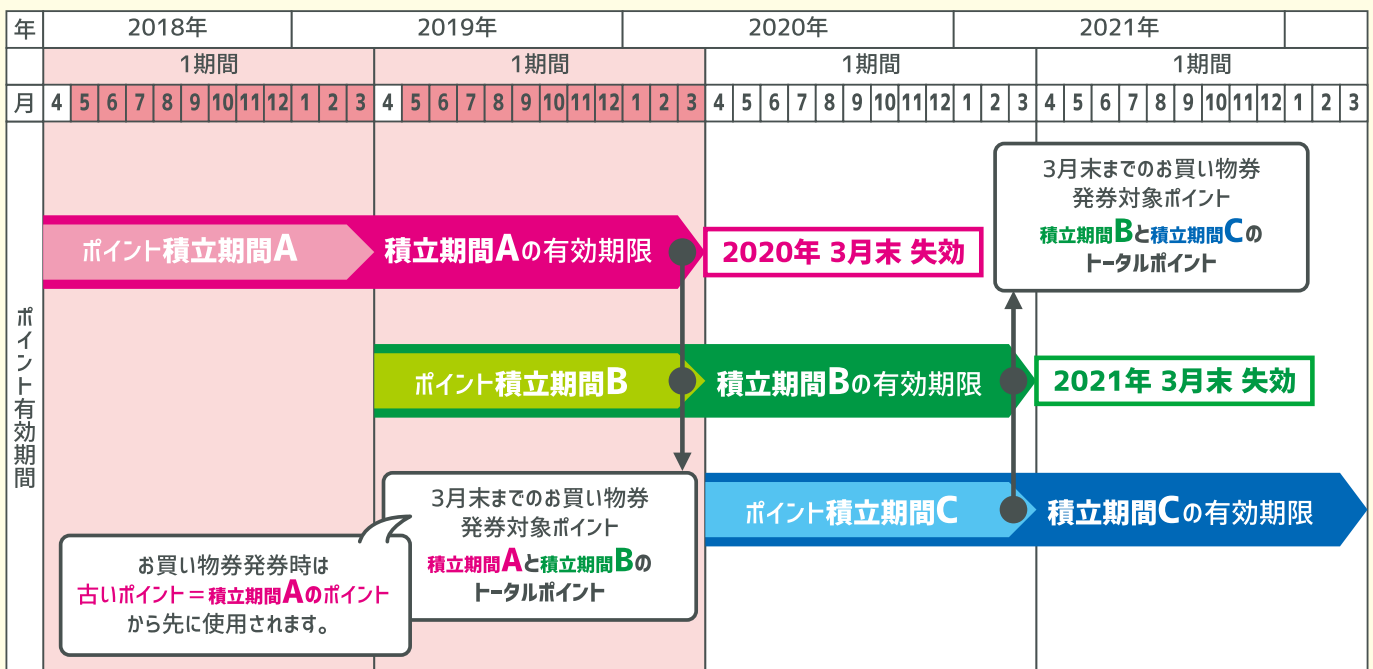 年 2018年 2019年 2020年 2021年
1期間 1期間 1期間 1期間
月 4 5 6 7 8 9 10 11 12 1 2 3 4 5 6 7 8 9 10 11 12 1 2 3 4 5 6 7 8 9 10 11 12 1 2 3 4 5 6 7 8 9 10 11 12 1 2 3
ポイント有効期間
ポイント積立期間A 積立期間Aの有効期限 2020年 3月末 失効
3月末までのお買い物券
発券対象ポイント
積立期間Bと積立期間Cの
トータルポイント
ポイント積立期間B 積立期間Bの有効期限 2021年 3月末 失効
ポイント積立期間C 積立期間Cの有効期限
3月末までのお買い物券
発券対象ポイント
積立期間Aと積立期間Bの
トータルポイント
お買い物券発券時は
古いポイント=積立期間Aのポイント
から先に使用されます。